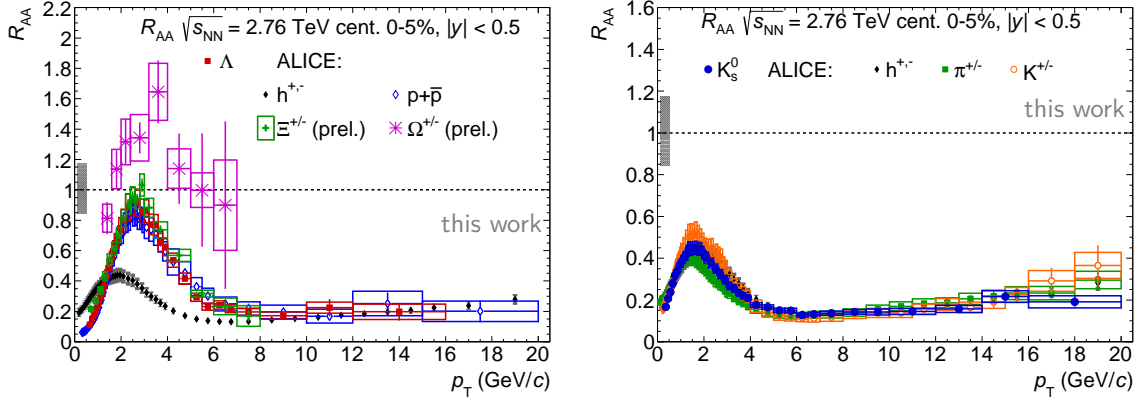 R_AA √s_NN = 2.76 TeV cent. 0-5%, |y| < 0.5
Λ ALICE:
h^{+,-} p+p̅
Ξ^{+/-} (prel.) Ω^{+/-} (prel.)
this work
R_AA
2.2
2
1.8
1.6
1.4
1.2
1
0.8
0.6
0.4
0.2
0
0 2 4 6 8 10 12 14 16 18 20
p_T (GeV/c)
R_AA √s_NN = 2.76 TeV cent. 0-5%, |y| < 0.5
K_s^0 ALICE: h^{+,-} π^{+/-} K^{+/-}
this work
R_AA
1.6
1.4
1.2
1
0.8
0.6
0.4
0.2
0
0 2 4 6 8 10 12 14 16 18 20
p_T (GeV/c)